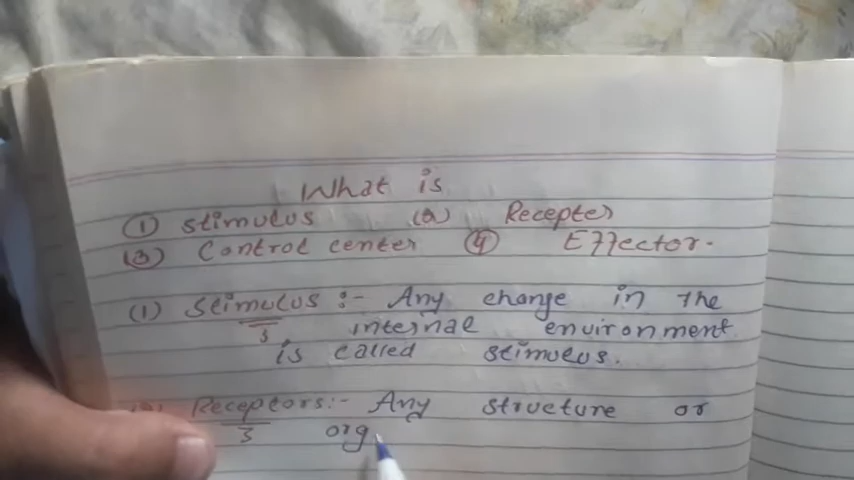 What is
(1) stimulus (2) Recepter
(3) Control center (4) Effector.
(1) Stimulus :- Any change in the
internal environment
is called stimulus.
(2) Receptors:- Any structure or
org